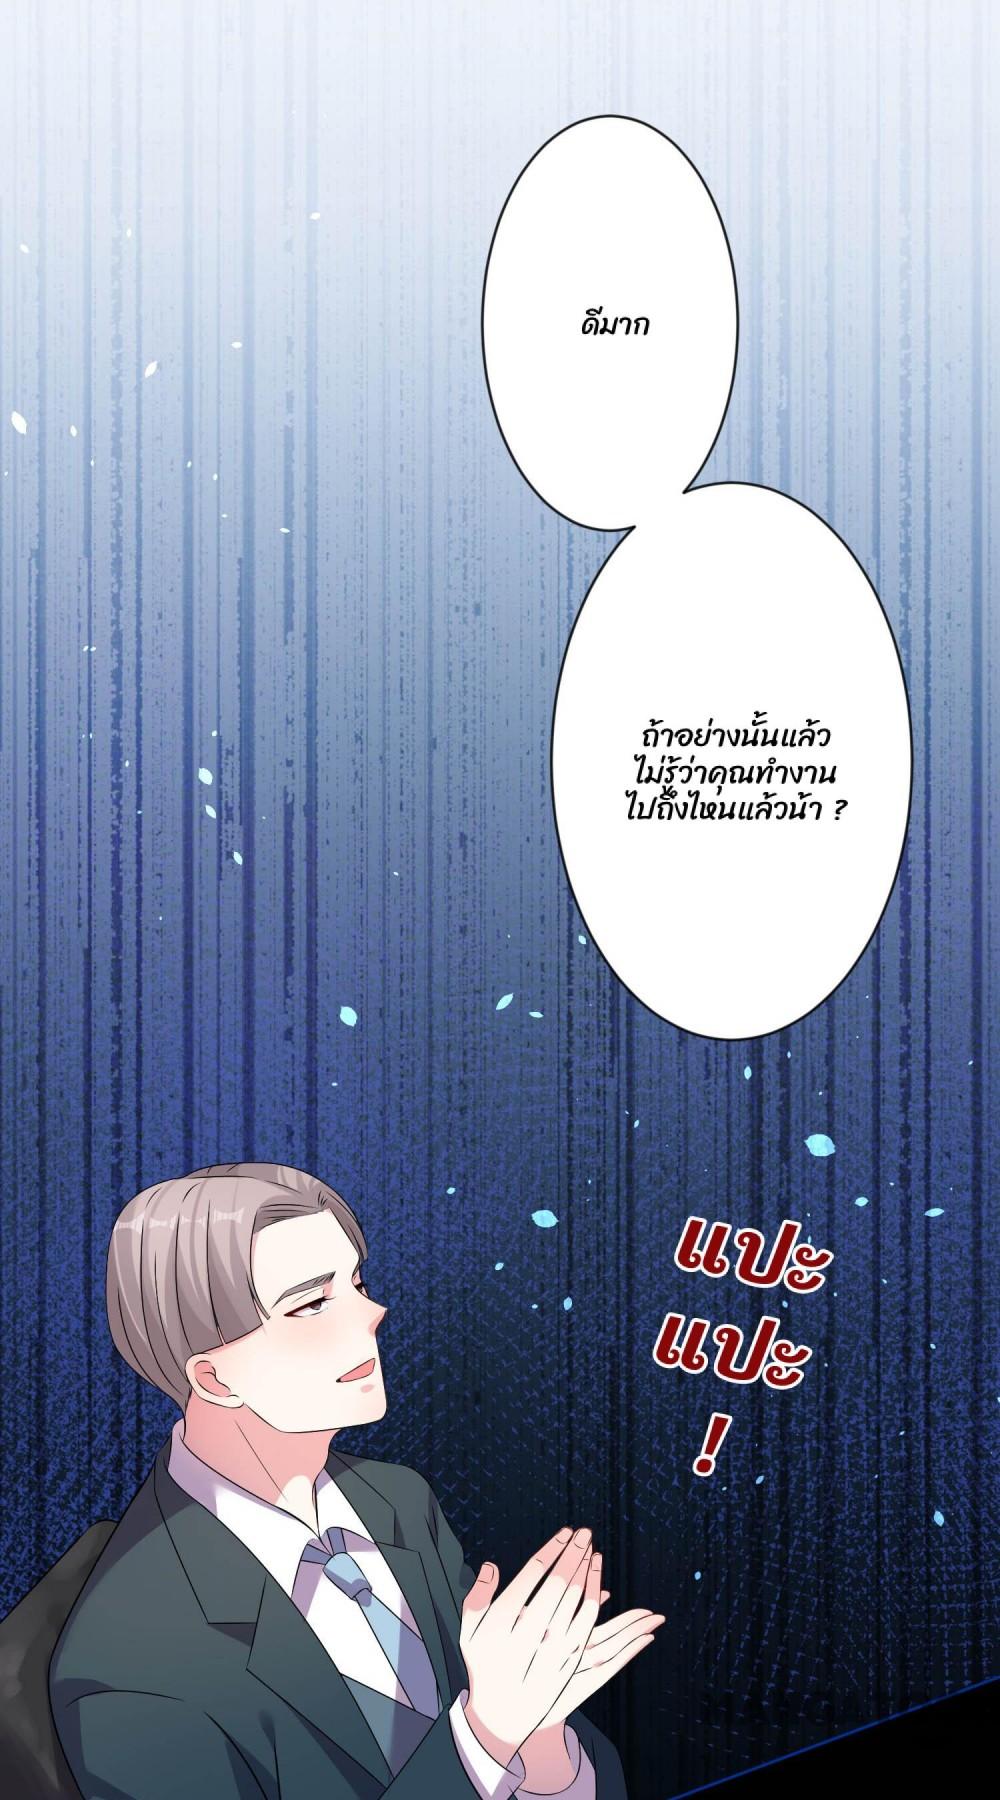 ดีมาก
ถ้าอย่างนั้นแล้ว
ไม่รู้ว่าคุณทำงาน
ไปถึงไหนแล้วน้า ?
แปะ
แปะ
!